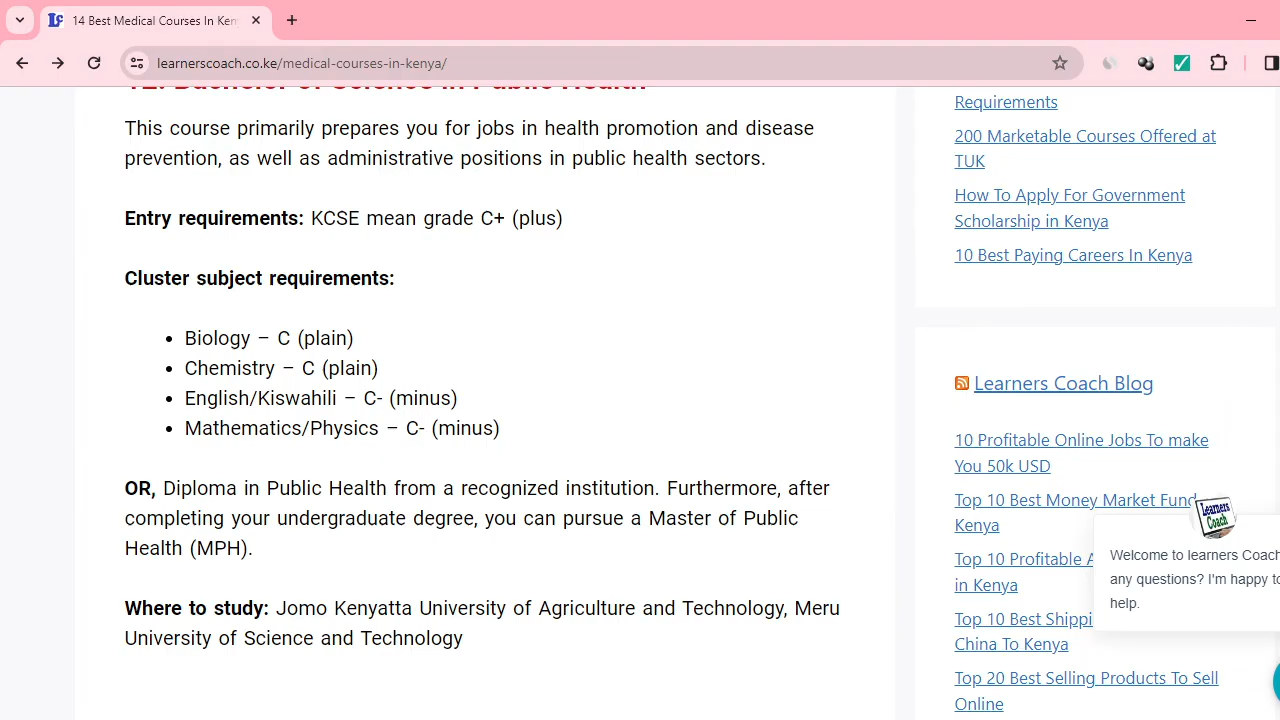 14 Best Medical Courses In Ken
learnerscoach.co.ke/medical-courses-in-kenya/
12. Bachelor of Science in Public Health
This course primarily prepares you for jobs in health promotion and disease
prevention, as well as administrative positions in public health sectors.
Entry requirements: KCSE mean grade C+ (plus)
Cluster subject requirements:
• Biology – C (plain)
• Chemistry – C (plain)
• English/Kiswahili – C- (minus)
• Mathematics/Physics – C- (minus)
OR, Diploma in Public Health from a recognized institution. Furthermore, after
completing your undergraduate degree, you can pursue a Master of Public
Health (MPH).
Where to study: Jomo Kenyatta University of Agriculture and Technology, Meru
University of Science and Technology
Requirements
200 Marketable Courses Offered at
TUK
How To Apply For Government
Scholarship in Kenya
10 Best Paying Careers In Kenya
Learners Coach Blog
10 Profitable Online Jobs To make
You 50k USD
Top 10 Best Money Market Fund
Kenya
Top 10 Profitable A
in Kenya
Top 10 Best Shippi
China To Kenya
Top 20 Best Selling Products To Sell
Online
Learners
Coach
Welcome to learners Coach
any questions? I'm happy to
help.